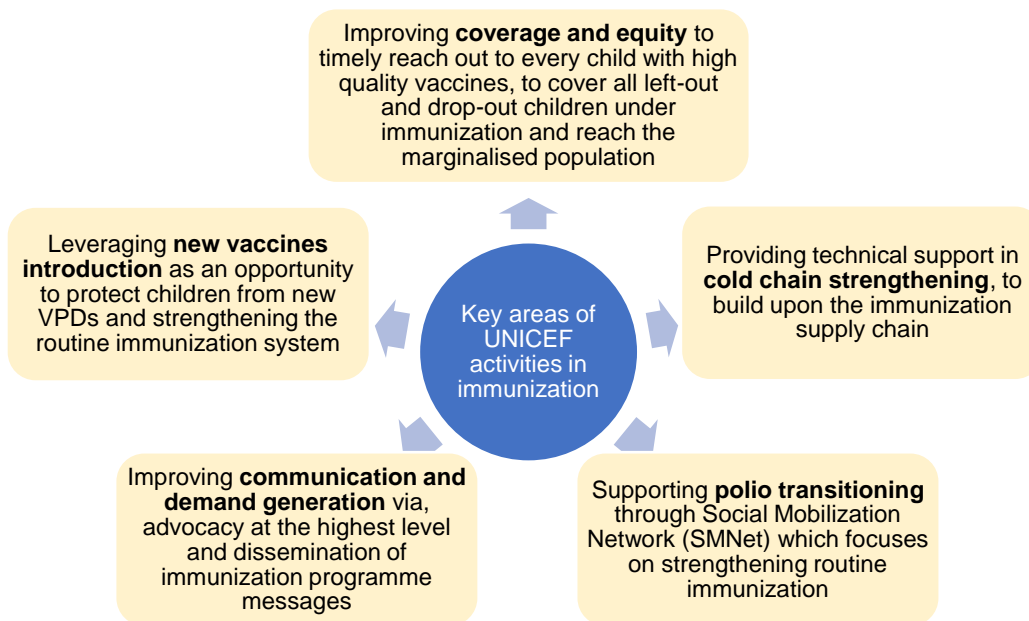 Improving coverage and equity to
timely reach out to every child with high
quality vaccines, to cover all left-out
and drop-out children under
immunization and reach the
marginalised population
Leveraging new vaccines
introduction as an opportunity
to protect children from new
VPDs and strengthening the
routine immunization system
Key areas of
UNICEF
activities in
immunization
Providing technical support in
cold chain strengthening, to
build upon the immunization
supply chain
Improving communication and
demand generation via,
advocacy at the highest level
and dissemination of
immunization programme
messages
Supporting polio transitioning
through Social Mobilization
Network (SMNet) which focuses
on strengthening routine
immunization